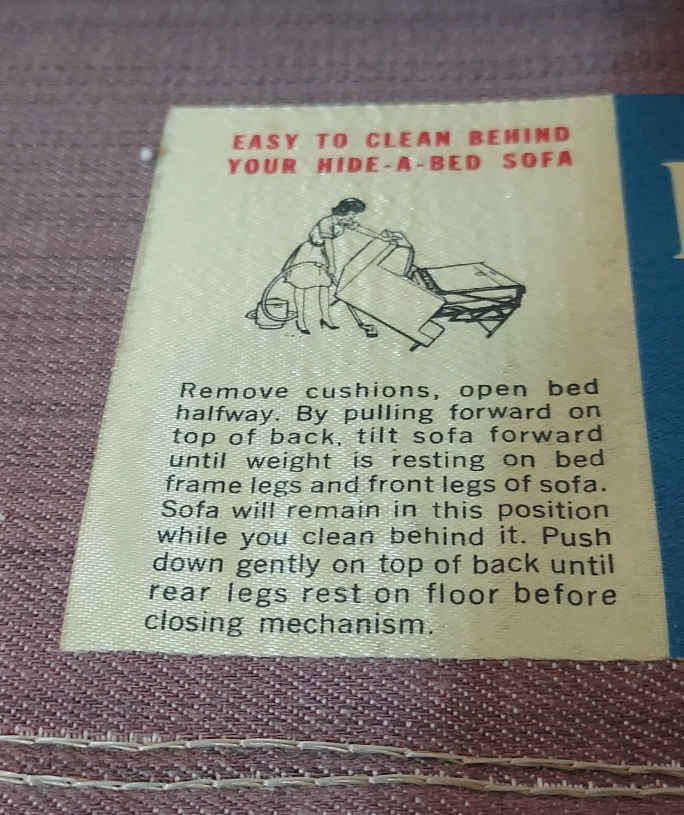 EASY TO CLEAN BEHIND
YOUR HIDE-A-BED SOFA
Remove cushions, open bed
halfway. By pulling forward on
top of back, tilt sofa forward
until weight is resting on bed
frame legs and front legs of sofa.
Sofa will remain in this position
while you clean behind it. Push
down gently on top of back until
rear legs rest on floor before
closing mechanism.